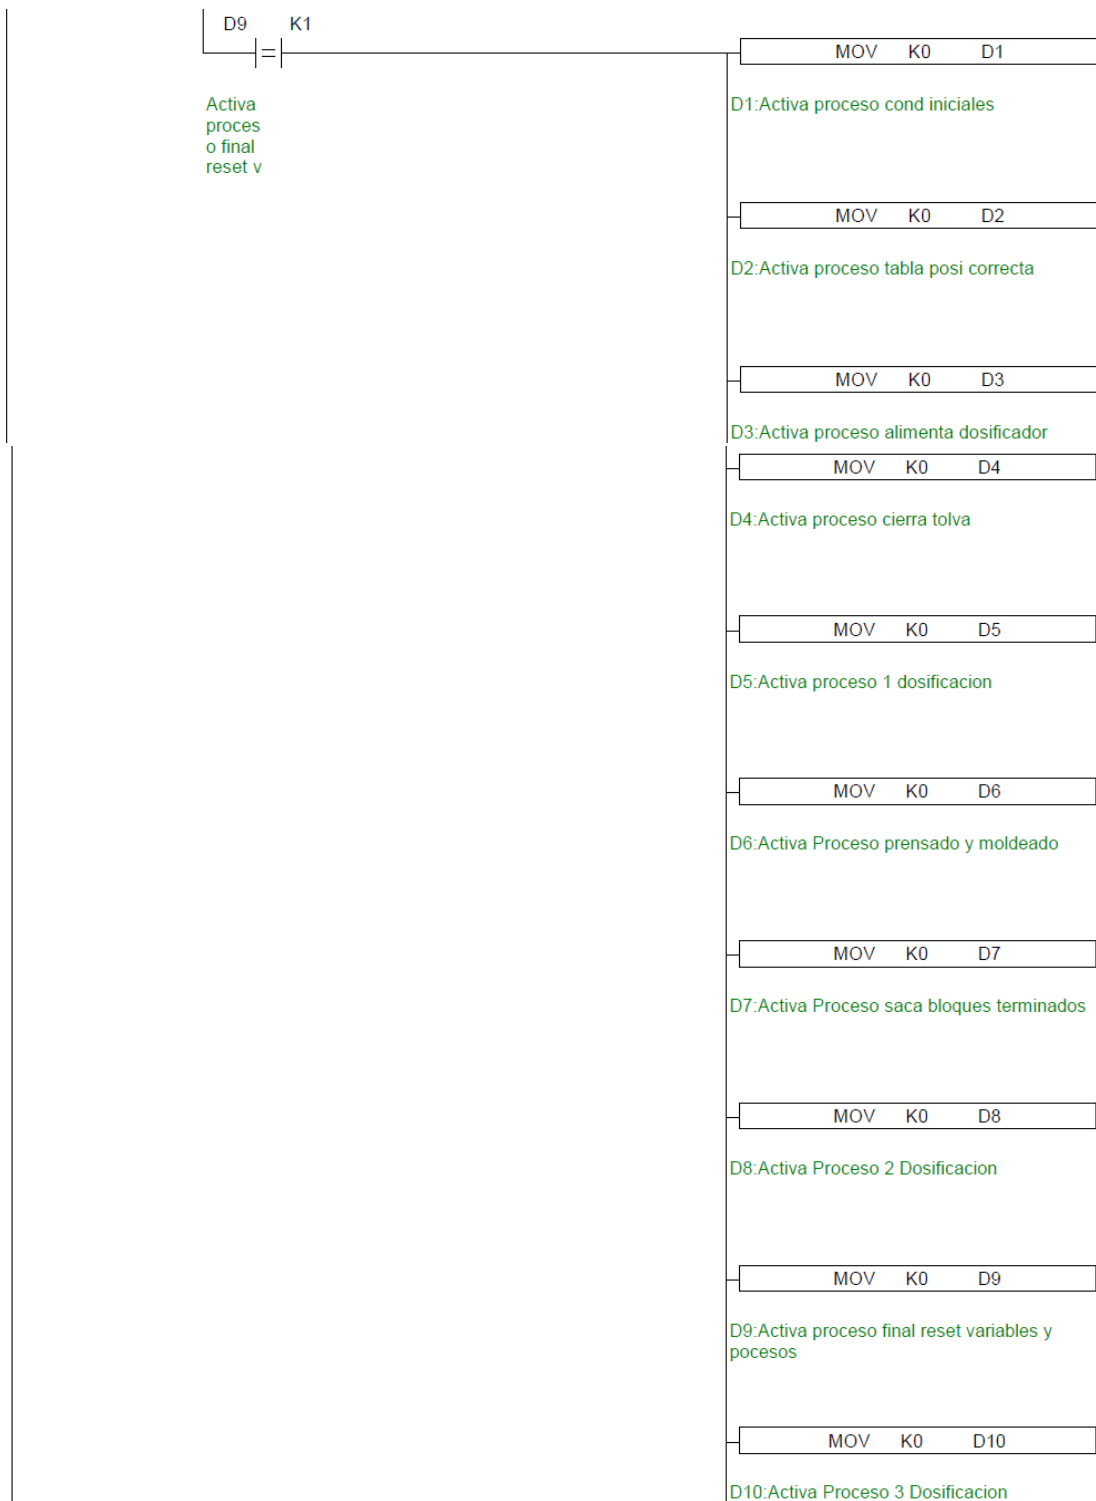 D9 K1
=
MOV K0 D1
Activa
proces
o final
reset v
D1:Activa proceso cond iniciales
MOV K0 D2
D2:Activa proceso tabla posi correcta
MOV K0 D3
D3:Activa proceso alimenta dosificador
MOV K0 D4
D4:Activa proceso cierra tolva
MOV K0 D5
D5:Activa proceso 1 dosificacion
MOV K0 D6
D6:Activa Proceso prensado y moldeado
MOV K0 D7
D7:Activa Proceso saca bloques terminados
MOV K0 D8
D8:Activa Proceso 2 Dosificacion
MOV K0 D9
D9:Activa proceso final reset variables y
pocesos
MOV K0 D10
D10:Activa Proceso 3 Dosificacion